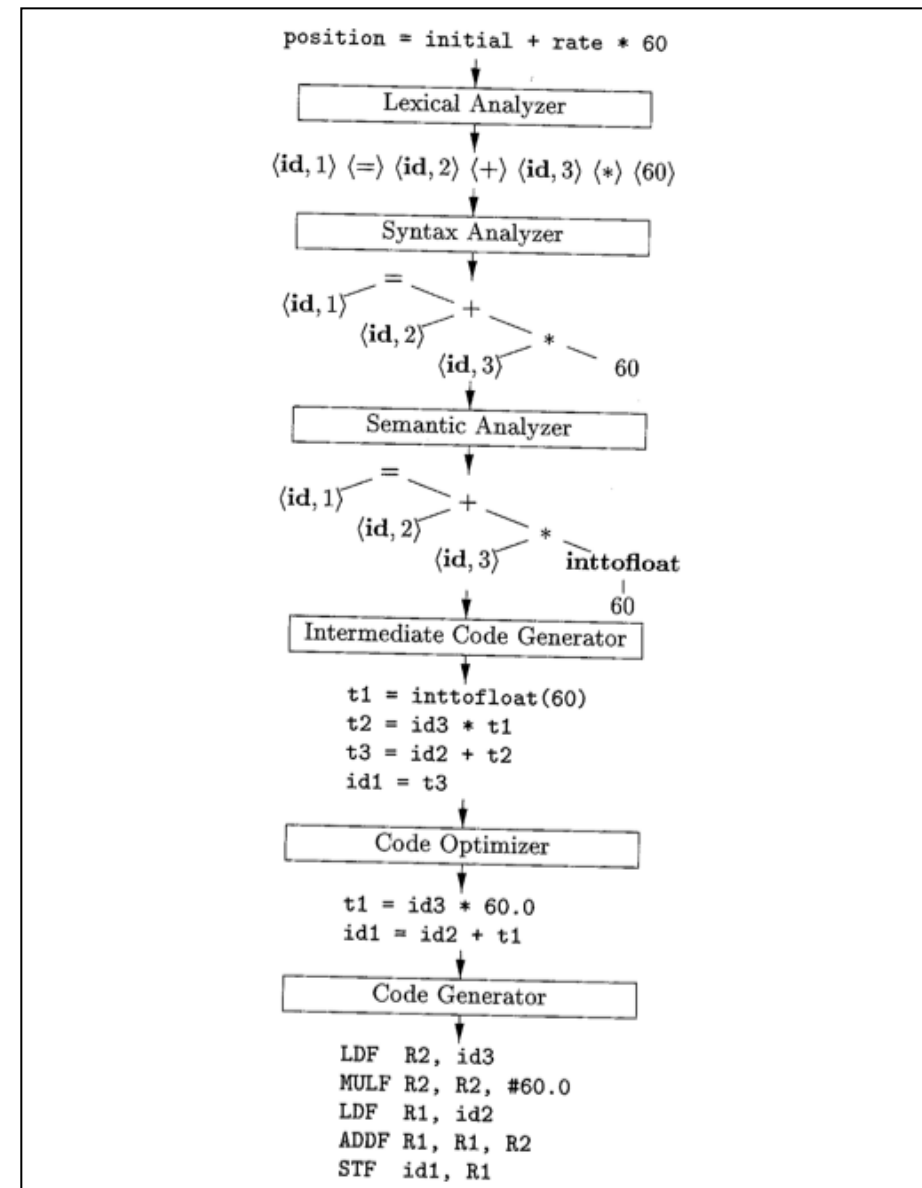 position = initial + rate * 60
Lexical Analyzer
⟨id, 1⟩ ⟨=⟩ ⟨id, 2⟩ ⟨+⟩ ⟨id, 3⟩ ⟨*⟩ ⟨60⟩
Syntax Analyzer
=
⟨id, 1⟩
+
⟨id, 2⟩
*
⟨id, 3⟩
60
Semantic Analyzer
=
⟨id, 1⟩
+
⟨id, 2⟩
*
⟨id, 3⟩
inttofloat
60
Intermediate Code Generator
t1 = inttofloat(60)
t2 = id3 * t1
t3 = id2 + t2
id1 = t3
Code Optimizer
t1 = id3 * 60.0
id1 = id2 + t1
Code Generator
LDF R2, id3
MULF R2, R2, #60.0
LDF R1, id2
ADDF R1, R1, R2
STF id1, R1